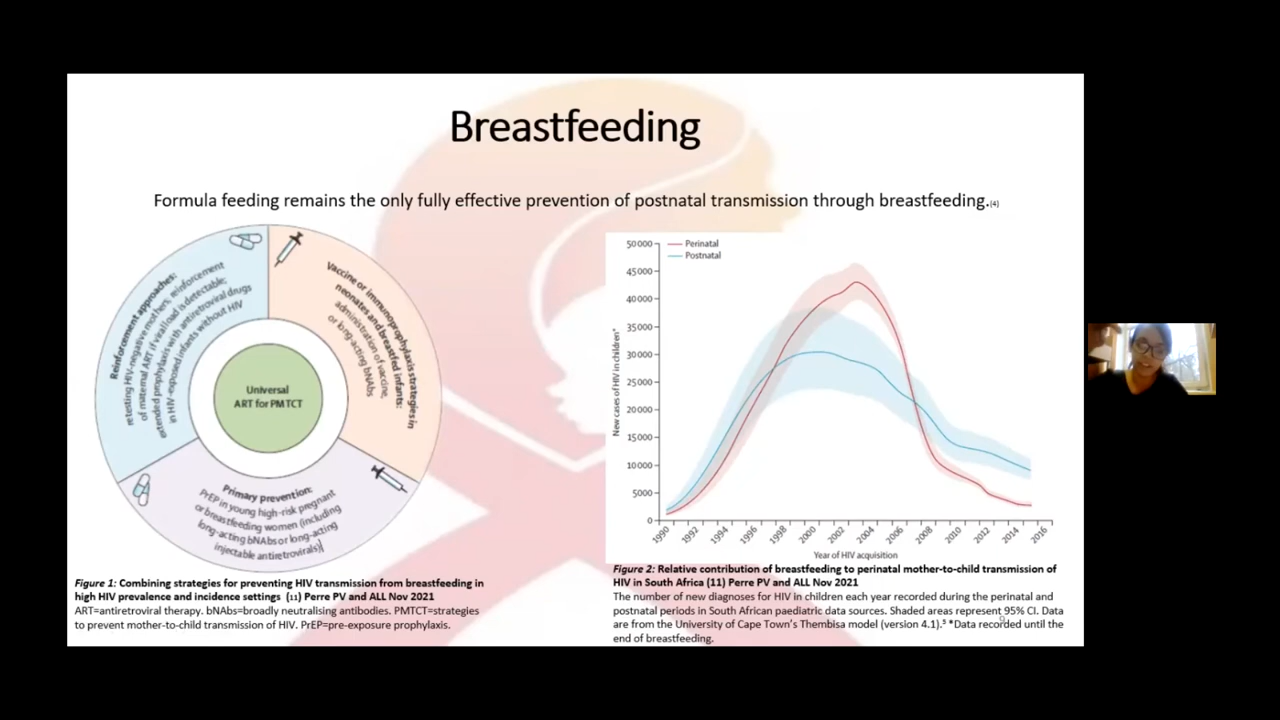 Breastfeeding
Formula feeding remains the only fully effective prevention of postnatal transmission through breastfeeding.(4)
Reinforcement approaches:
retesting HIV-negative mothers, reinforcement
of maternal ART if viral load is detectable;
extended prophylaxis with antiretroviral drugs
in HIV-exposed infants without HIV
Vaccine or immunoprophylaxis strategies in
neonates and breastfed infants:
administration of vaccine,
or long-acting bNAbs
Universal
ART for PMTCT
Primary prevention:
PrEP in young high-risk pregnant
or breastfeeding women (including
long-acting bNAbs or long-acting
injectable antiretrovirals)
Figure 1: Combining strategies for preventing HIV transmission from breastfeeding in
high HIV prevalence and incidence settings (11) Perre PV and ALL Nov 2021
ART=antiretroviral therapy. bNAbs=broadly neutralising antibodies. PMTCT=strategies
to prevent mother-to-child transmission of HIV. PrEP=pre-exposure prophylaxis.
Perinatal
Postnatal
New cases of HIV in children*
50000
45000
40000
35000
30000
25000
20000
15000
10000
5000
0
1990 1992 1994 1996 1998 2000 2002 2004 2006 2008 2010 2012 2014 2016
Year of HIV acquisition
Figure 2: Relative contribution of breastfeeding to perinatal mother-to-child transmission of
HIV in South Africa (11) Perre PV and ALL Nov 2021
The number of new diagnoses for HIV in children each year recorded during the perinatal and
postnatal periods in South African paediatric data sources. Shaded areas represent 95% CI. Data
are from the University of Cape Town's Thembisa model (version 4.1).⁵ *Data recorded until the
end of breastfeeding.
9